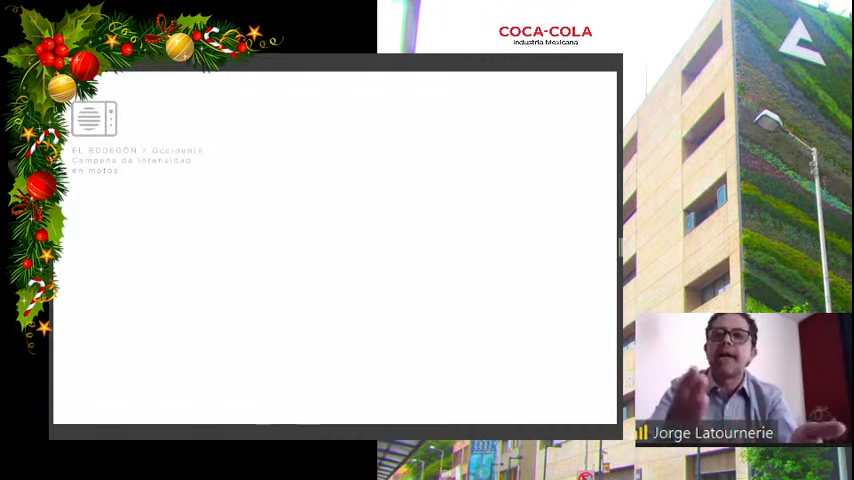 COCA-COLA
Industria Mexicana
EL BODEGÓN > Occidente
Campaña de Intensidad
en motos
Jorge Latournerie